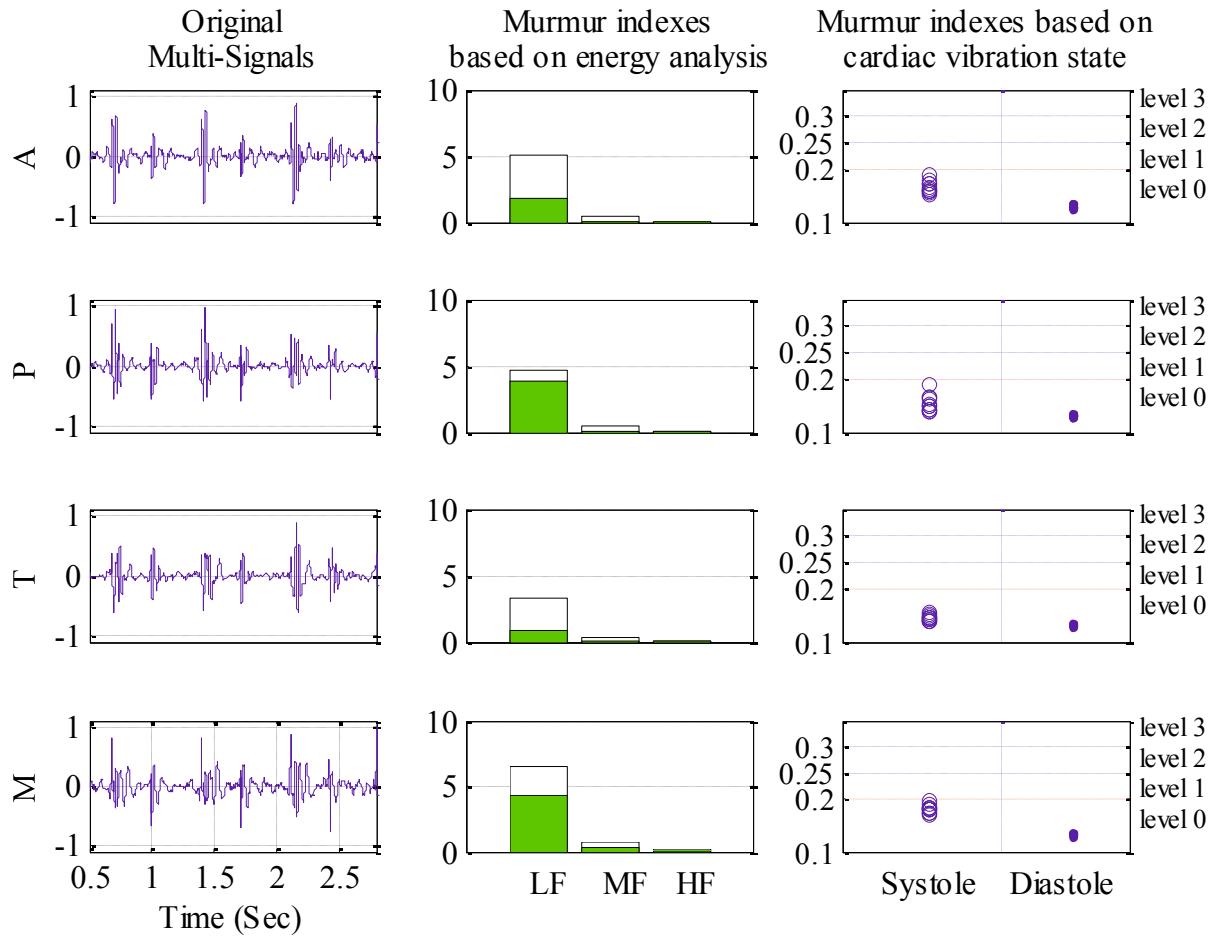 Original
Multi-Signals
Murmur indexes
based on energy analysis
Murmur indexes based on
cardiac vibration state
A
1
0
-1
10
5
0
0.3
0.25
0.2
0.1
level 3
level 2
level 1
level 0
P
1
0
-1
10
5
0
0.3
0.25
0.2
0.1
level 3
level 2
level 1
level 0
T
1
0
-1
10
5
0
0.3
0.25
0.2
0.1
level 3
level 2
level 1
level 0
M
1
0
-1
10
5
0
0.3
0.25
0.2
0.1
level 3
level 2
level 1
level 0
0.5 1 1.5 2 2.5
Time (Sec)
LF MF HF
Systole Diastole